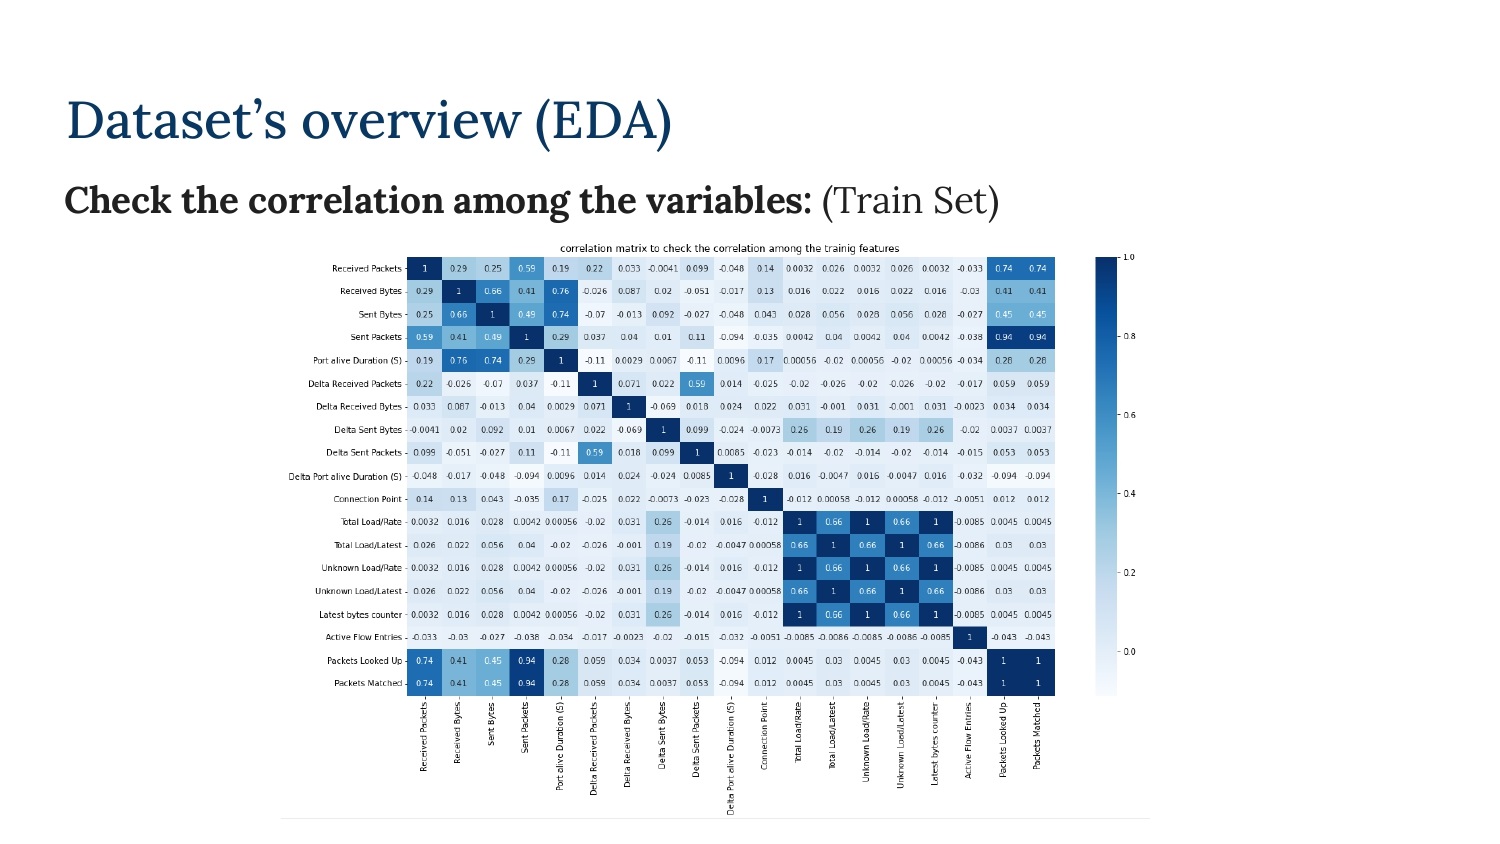 Dataset’s overview (EDA)
Check the correlation among the variables: (Train Set)
correlation matrix to check the correlation among the trainig features
Received Packets 1 0.29 0.25 0.59 0.19 0.22 0.033 -0.0041 0.099 -0.048 0.14 0.0032 0.026 0.0032 0.026 0.0032 -0.033 0.74 0.74
Received Bytes 0.29 1 0.66 0.41 0.76 -0.026 0.087 0.02 -0.051 -0.017 0.13 0.016 0.022 0.016 0.022 0.016 -0.03 0.41 0.41
Sent Bytes 0.25 0.66 1 0.49 0.74 -0.07 -0.013 0.092 -0.027 -0.048 0.043 0.028 0.056 0.028 0.056 0.028 -0.027 0.45 0.45
Sent Packets 0.59 0.41 0.49 1 0.29 0.037 0.04 0.01 0.11 -0.094 -0.035 0.0042 0.04 0.0042 0.04 0.0042 -0.038 0.94 0.94
Port alive Duration (S) 0.19 0.76 0.74 0.29 1 -0.11 0.0029 0.0067 -0.11 0.0096 0.17 0.00056 -0.02 0.00056 -0.02 0.00056 -0.034 0.28 0.28
Delta Received Packets 0.22 -0.026 -0.07 0.037 -0.11 1 0.071 0.022 0.59 0.014 -0.025 -0.02 -0.026 -0.02 -0.026 -0.02 -0.017 0.059 0.059
Delta Received Bytes 0.033 0.087 -0.013 0.04 0.0029 0.071 1 -0.069 0.018 0.024 0.022 0.031 -0.001 0.031 -0.001 0.031 -0.0023 0.034 0.034
Delta Sent Bytes -0.0041 0.02 0.092 0.01 0.0067 0.022 -0.069 1 0.099 -0.024 -0.0073 0.26 0.19 0.26 0.19 0.26 -0.02 0.0037 0.0037
Delta Sent Packets 0.099 -0.051 -0.027 0.11 -0.11 0.59 0.018 0.099 1 0.0085 -0.023 -0.014 -0.02 -0.014 -0.02 -0.014 -0.015 0.053 0.053
Delta Port alive Duration (S) -0.048 -0.017 -0.048 -0.094 0.0096 0.014 0.024 -0.024 0.0085 1 -0.028 0.016 -0.0047 0.016 -0.0047 0.016 -0.032 -0.094 -0.094
Connection Point 0.14 0.13 0.043 -0.035 0.17 -0.025 0.022 -0.0073 -0.023 -0.028 1 -0.012 0.00058 -0.012 0.00058 -0.012 -0.0051 0.012 0.012
Total Load/Rate 0.0032 0.016 0.028 0.0042 0.00056 -0.02 0.031 0.26 -0.014 0.016 -0.012 1 0.66 1 0.66 1 -0.0085 0.0045 0.0045
Total Load/Latest 0.026 0.022 0.056 0.04 -0.02 -0.026 -0.001 0.19 -0.02 -0.0047 0.00058 0.66 1 0.66 1 0.66 -0.0086 0.03 0.03
Unknown Load/Rate 0.0032 0.016 0.028 0.0042 0.00056 -0.02 0.031 0.26 -0.014 0.016 -0.012 1 0.66 1 0.66 1 -0.0085 0.0045 0.0045
Unknown Load/Latest 0.026 0.022 0.056 0.04 -0.02 -0.026 -0.001 0.19 -0.02 -0.0047 0.00058 0.66 1 0.66 1 0.66 -0.0086 0.03 0.03
Latest bytes counter 0.0032 0.016 0.028 0.0042 0.00056 -0.02 0.031 0.26 -0.014 0.016 -0.012 1 0.66 1 0.66 1 -0.0085 0.0045 0.0045
Active Flow Entries -0.033 -0.03 -0.027 -0.038 -0.034 -0.017 -0.0023 -0.02 -0.015 -0.032 -0.0051 -0.0085 -0.0086 -0.0085 -0.0086 -0.0085 1 -0.043 -0.043
Packets Looked Up 0.74 0.41 0.45 0.94 0.28 0.059 0.034 0.0037 0.053 -0.094 0.012 0.0045 0.03 0.0045 0.03 0.0045 -0.043 1 1
Packets Matched 0.74 0.41 0.45 0.94 0.28 0.059 0.034 0.0037 0.053 -0.094 0.012 0.0045 0.03 0.0045 0.03 0.0045 -0.043 1 1
Received Packets
Received Bytes
Sent Bytes
Sent Packets
Port alive Duration (S)
Delta Received Packets
Delta Received Bytes
Delta Sent Bytes
Delta Sent Packets
Delta Port alive Duration (S)
Connection Point
Total Load/Rate
Total Load/Latest
Unknown Load/Rate
Unknown Load/Latest
Latest bytes counter
Active Flow Entries
Packets Looked Up
Packets Matched
1.0
0.8
0.6
0.4
0.2
0.0